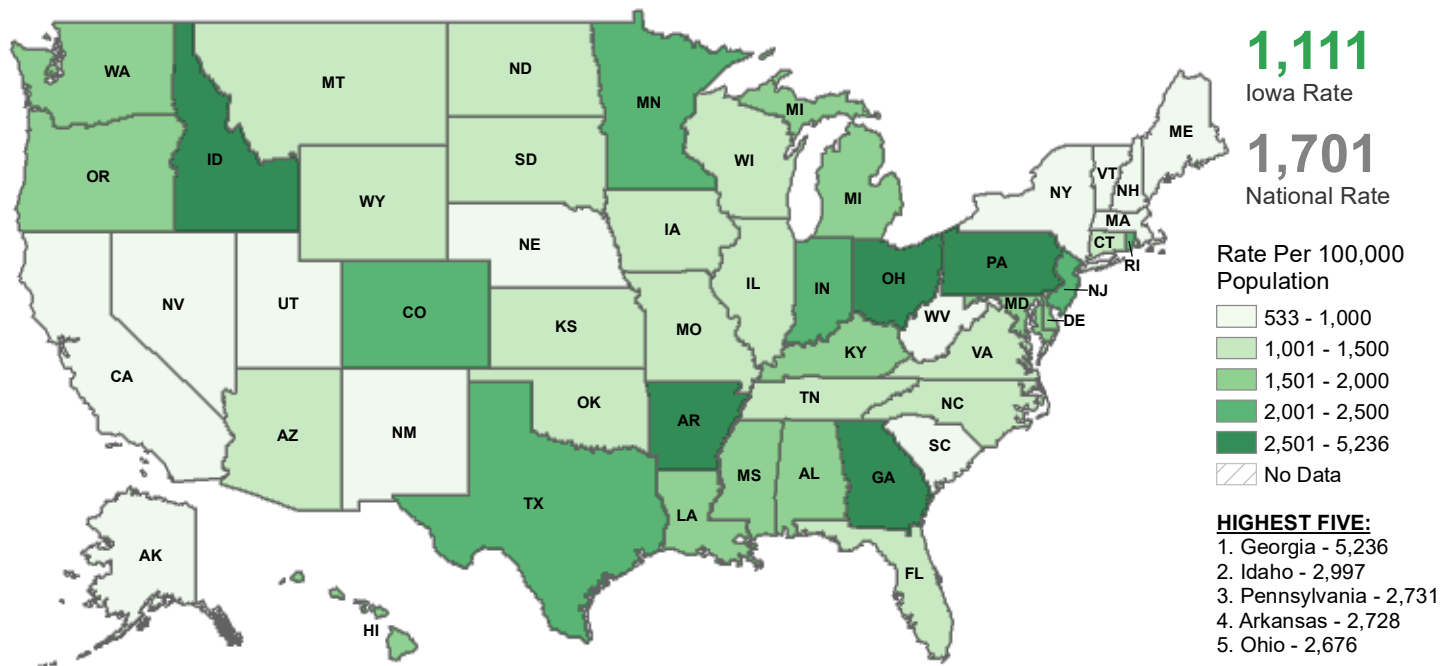 WA
MT
ND
MN
MI
ME
VT
NH
NY
MA
CT
RI
OR
ID
WY
SD
WI
MI
IA
NE
PA
NJ
OH
IN
IL
MD
DE
WV
NV
UT
CO
KS
MO
KY
VA
CA
AZ
NM
OK
AR
TN
NC
SC
MS
AL
GA
TX
LA
FL
AK
HI
1,111
Iowa Rate
1,701
National Rate
Rate Per 100,000
Population
533 - 1,000
1,001 - 1,500
1,501 - 2,000
2,001 - 2,500
2,501 - 5,236
No Data
HIGHEST FIVE:
1. Georgia - 5,236
2. Idaho - 2,997
3. Pennsylvania - 2,731
4. Arkansas - 2,728
5. Ohio - 2,676